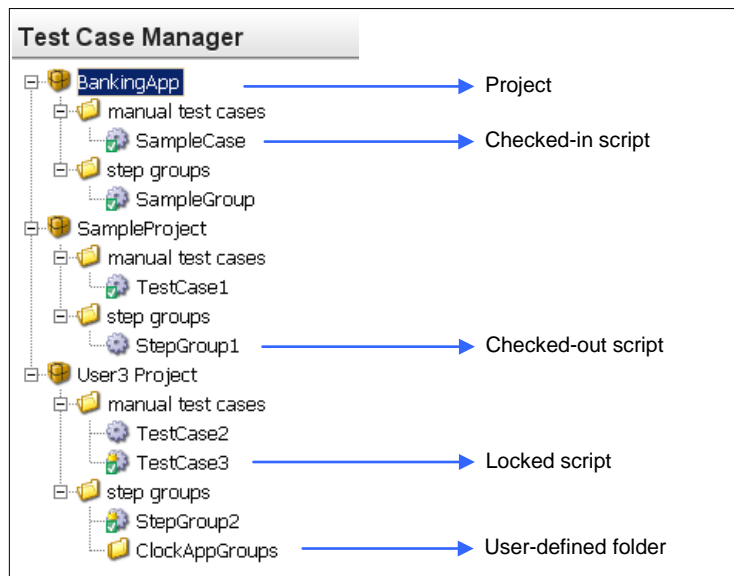 Test Case Manager
BankingApp Project
manual test cases
SampleCase Checked-in script
step groups
SampleGroup
SampleProject
manual test cases
TestCase1
step groups
StepGroup1 Checked-out script
User3 Project
manual test cases
TestCase2
TestCase3 Locked script
step groups
StepGroup2
ClockAppGroups User-defined folder